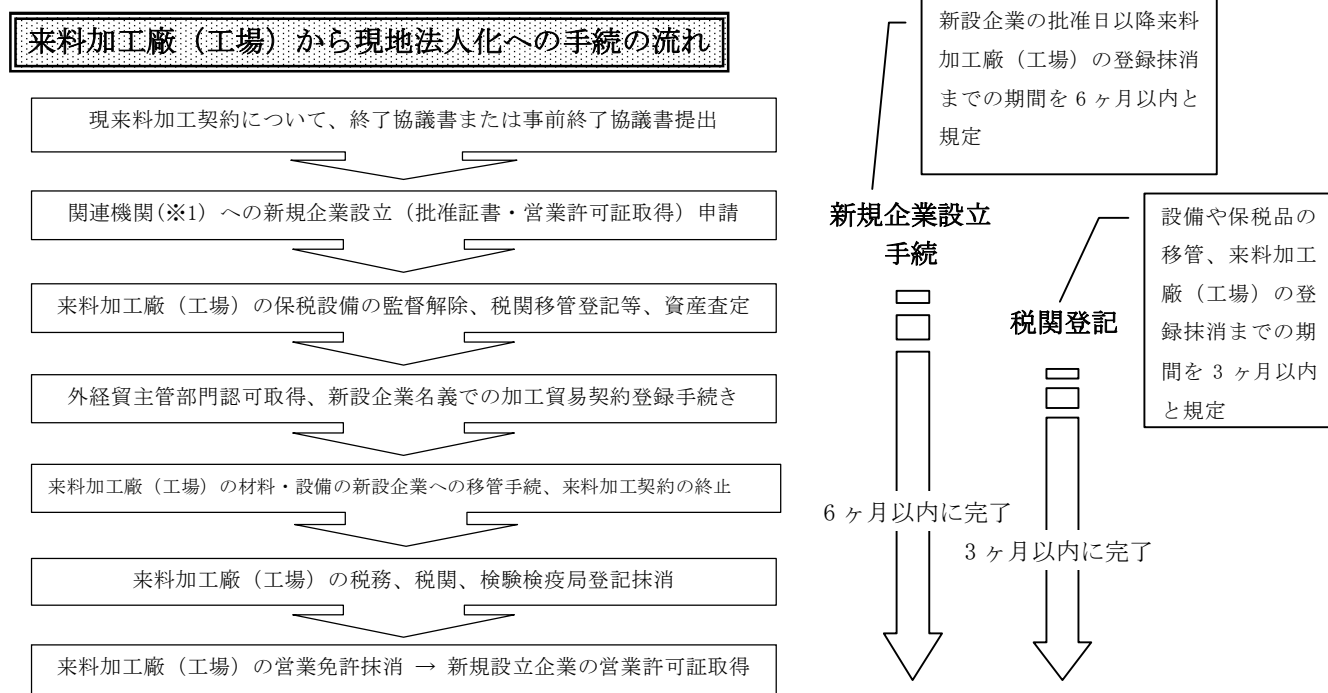 来料加工廠（工場）から現地法人化への手続の流れ
現来料加工契約について、終了協議書または事前終了協議書提出
関連機関(※1）への新規企業設立（批准証書・営業許可証取得）申請
来料加工廠（工場）の保税設備の監督解除、税関移管登記等、資産査定
外経貿主管部門認可取得、新設企業名義での加工貿易契約登録手続き
来料加工廠（工場）の材料・設備の新設企業への移管手続、来料加工契約の終止
来料加工廠（工場）の税務、税関、検験検疫局登記抹消
来料加工廠（工場）の営業免許抹消 → 新規設立企業の営業許可証取得
新設企業の批准日以降来料
加工廠（工場）の登録抹消
までの期間を 6 ヶ月以内と
規定
新規企業設立
手続
6 ヶ月以内に完了
設備や保税品の
移管、来料加工
廠（工場）の登
録抹消までの期
間を 3 ヶ月以内
と規定
税関登記
3 ヶ月以内に完了